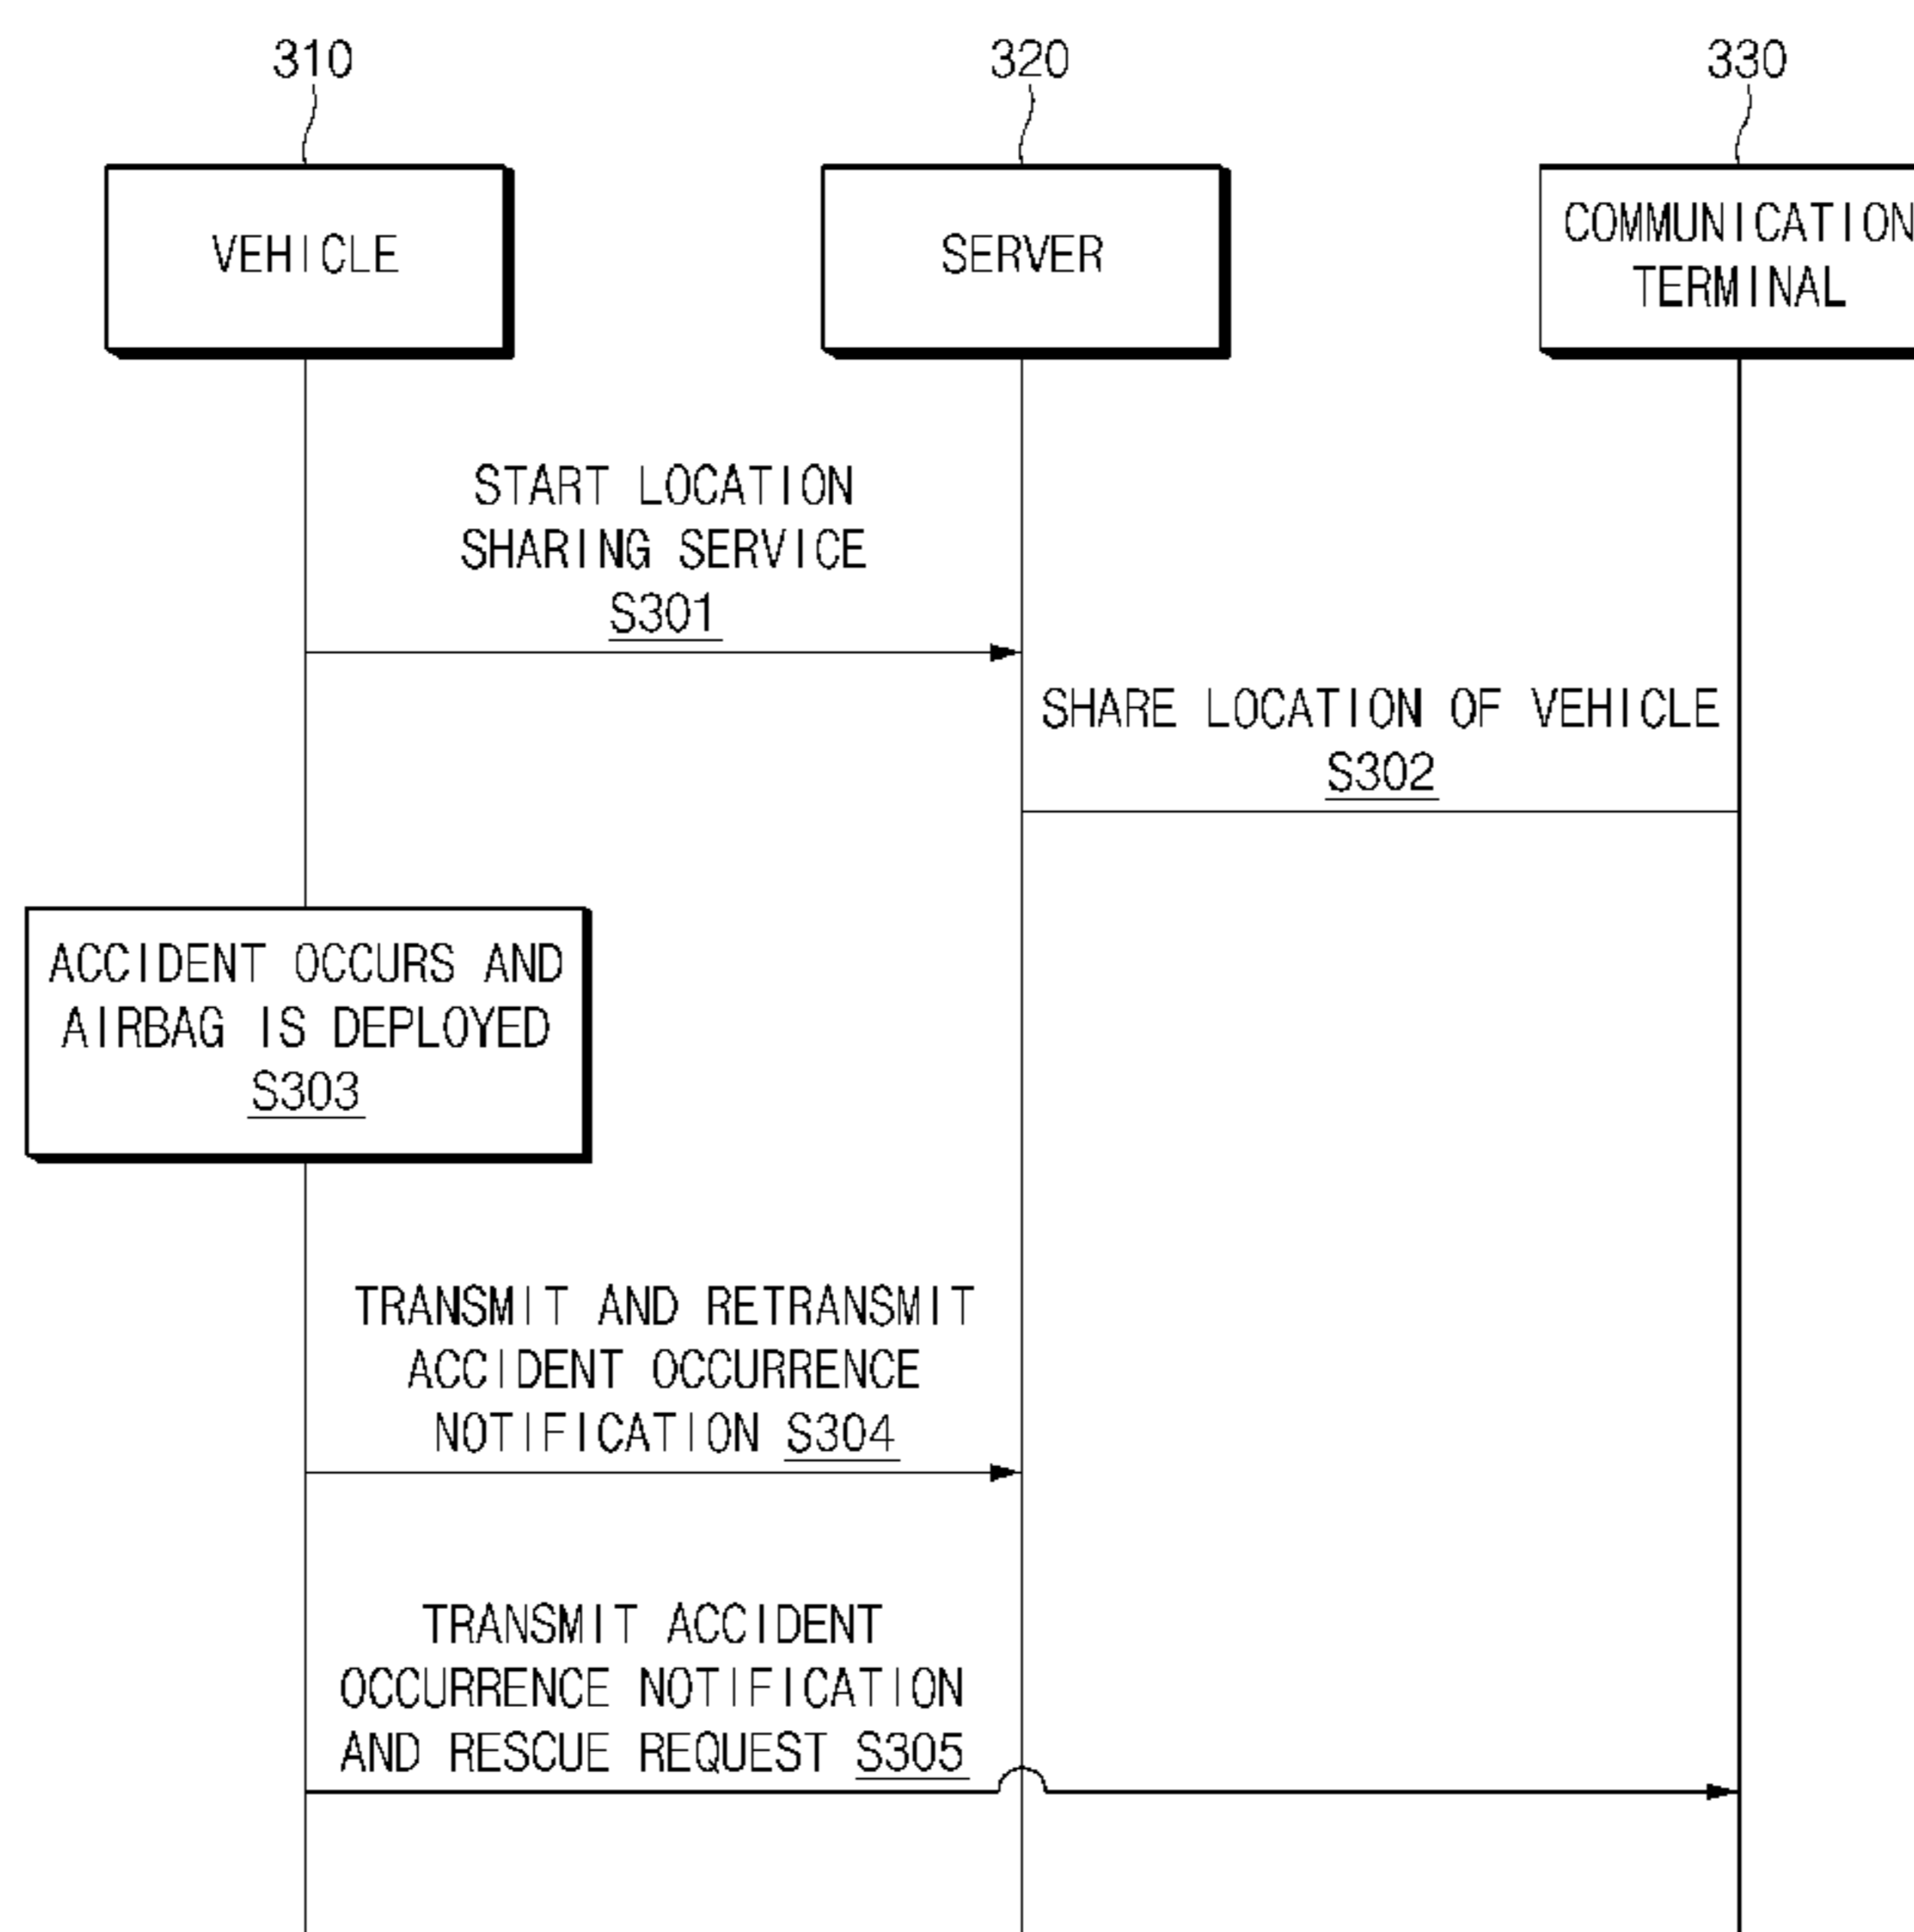 310
320
330
VEHICLE
SERVER
COMMUNICATION
TERMINAL
START LOCATION
SHARING SERVICE
S301
SHARE LOCATION OF VEHICLE
S302
ACCIDENT OCCURS AND
AIRBAG IS DEPLOYED
S303
TRANSMIT AND RETRANSMIT
ACCIDENT OCCURRENCE
NOTIFICATION S304
TRANSMIT ACCIDENT
OCCURRENCE NOTIFICATION
AND RESCUE REQUEST S305